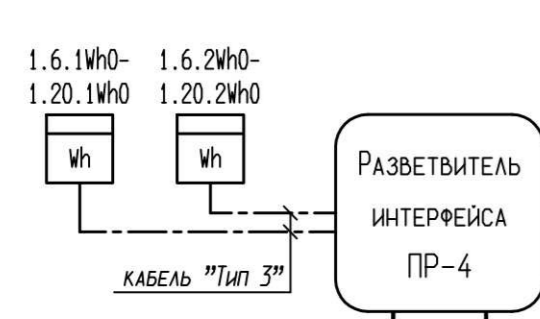 1.6.1Wh0- 1.6.2Wh0-
1.20.1Wh0 1.20.2Wh0
Wh Wh
Разветвитель
интерфейса
ПР-4
кабель "Тип 3"